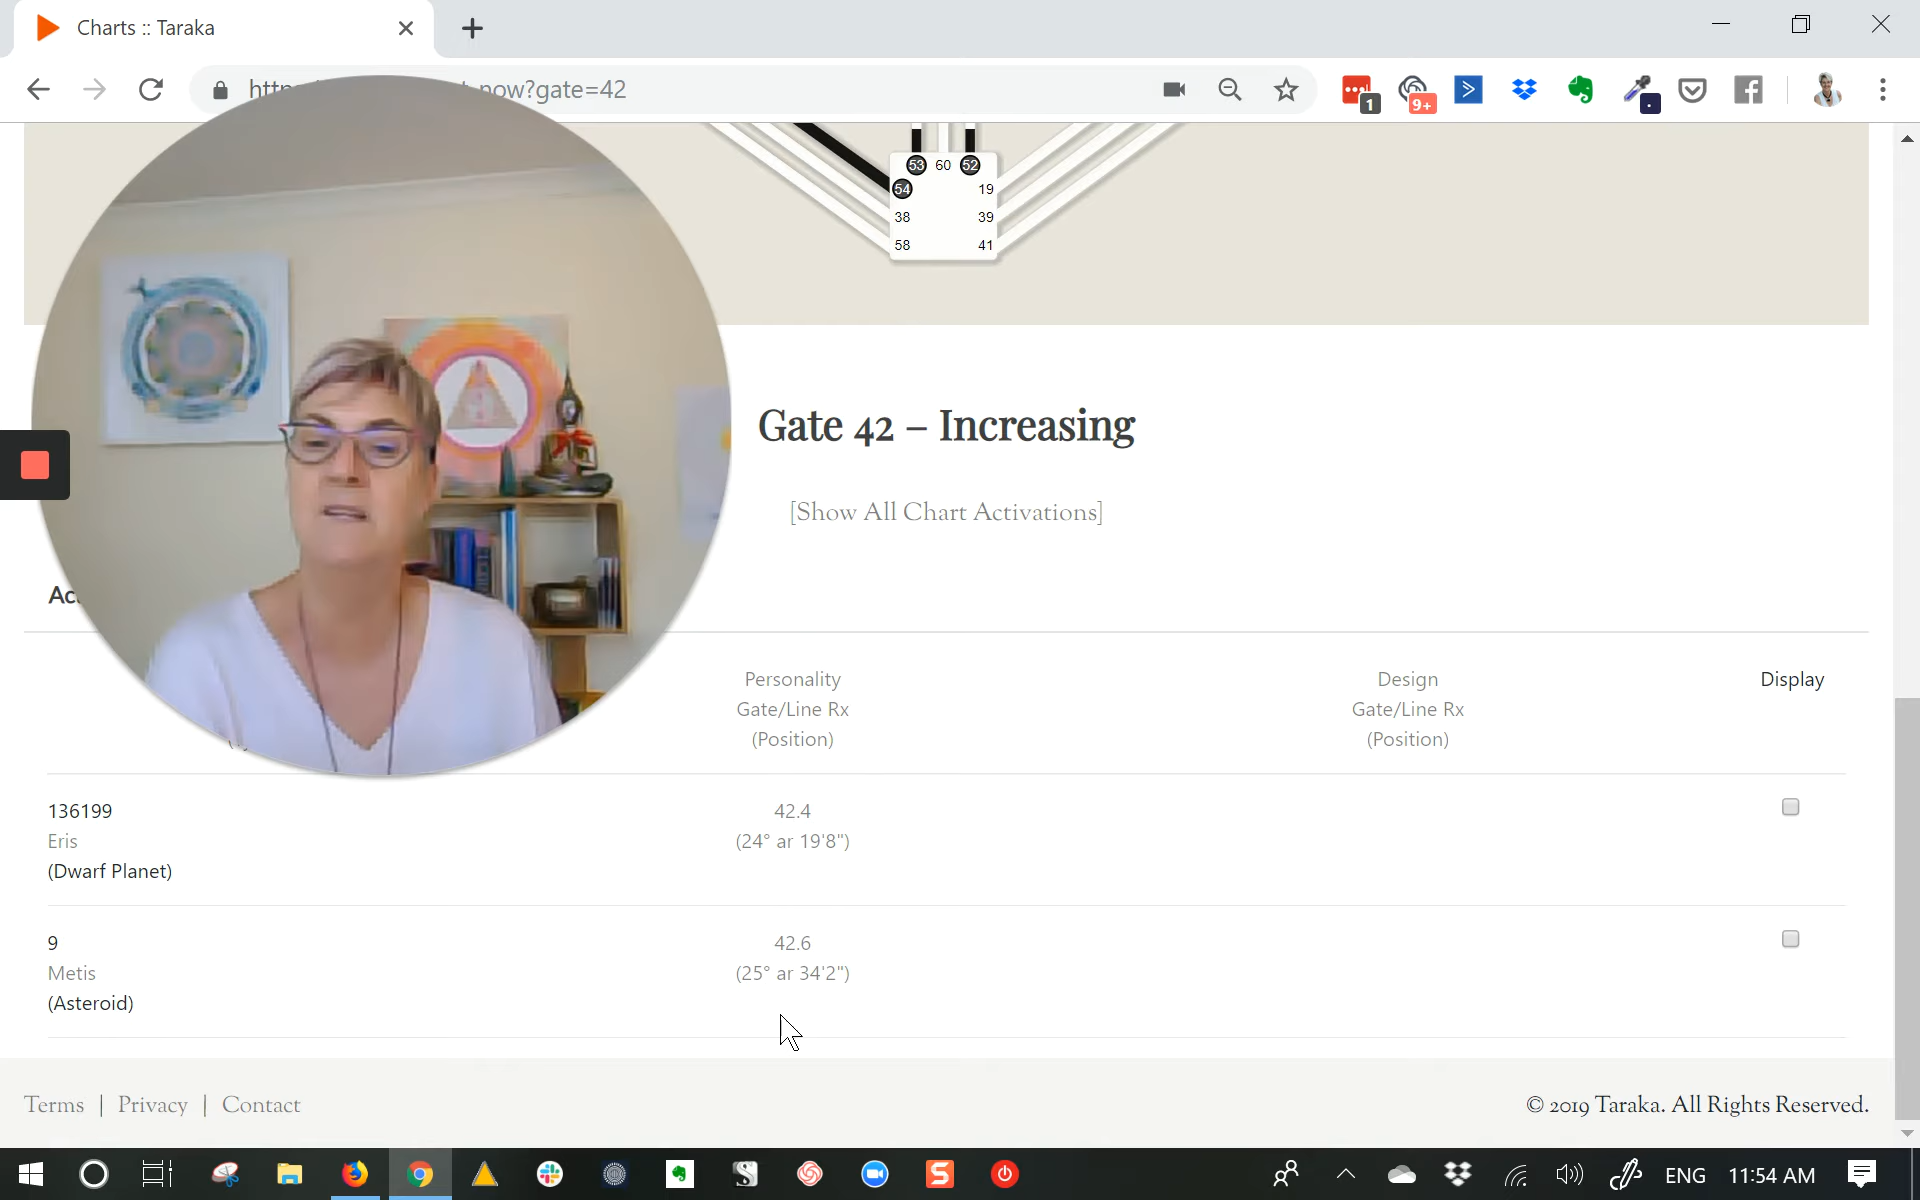 Charts :: Taraka
now?gate=42
1
9+
53 60 52
54 19
38 39
58 41
Gate 42 – Increasing
[Show All Chart Activations]
Personality
Gate/Line Rx
(Position)
Design
Gate/Line Rx
(Position)
Display
136199
Eris
(Dwarf Planet)
42.4
(24° ar 19'8")
9
Metis
(Asteroid)
42.6
(25° ar 34'2")
Terms | Privacy | Contact
© 2019 Taraka. All Rights Reserved.
ENG 11:54 AM